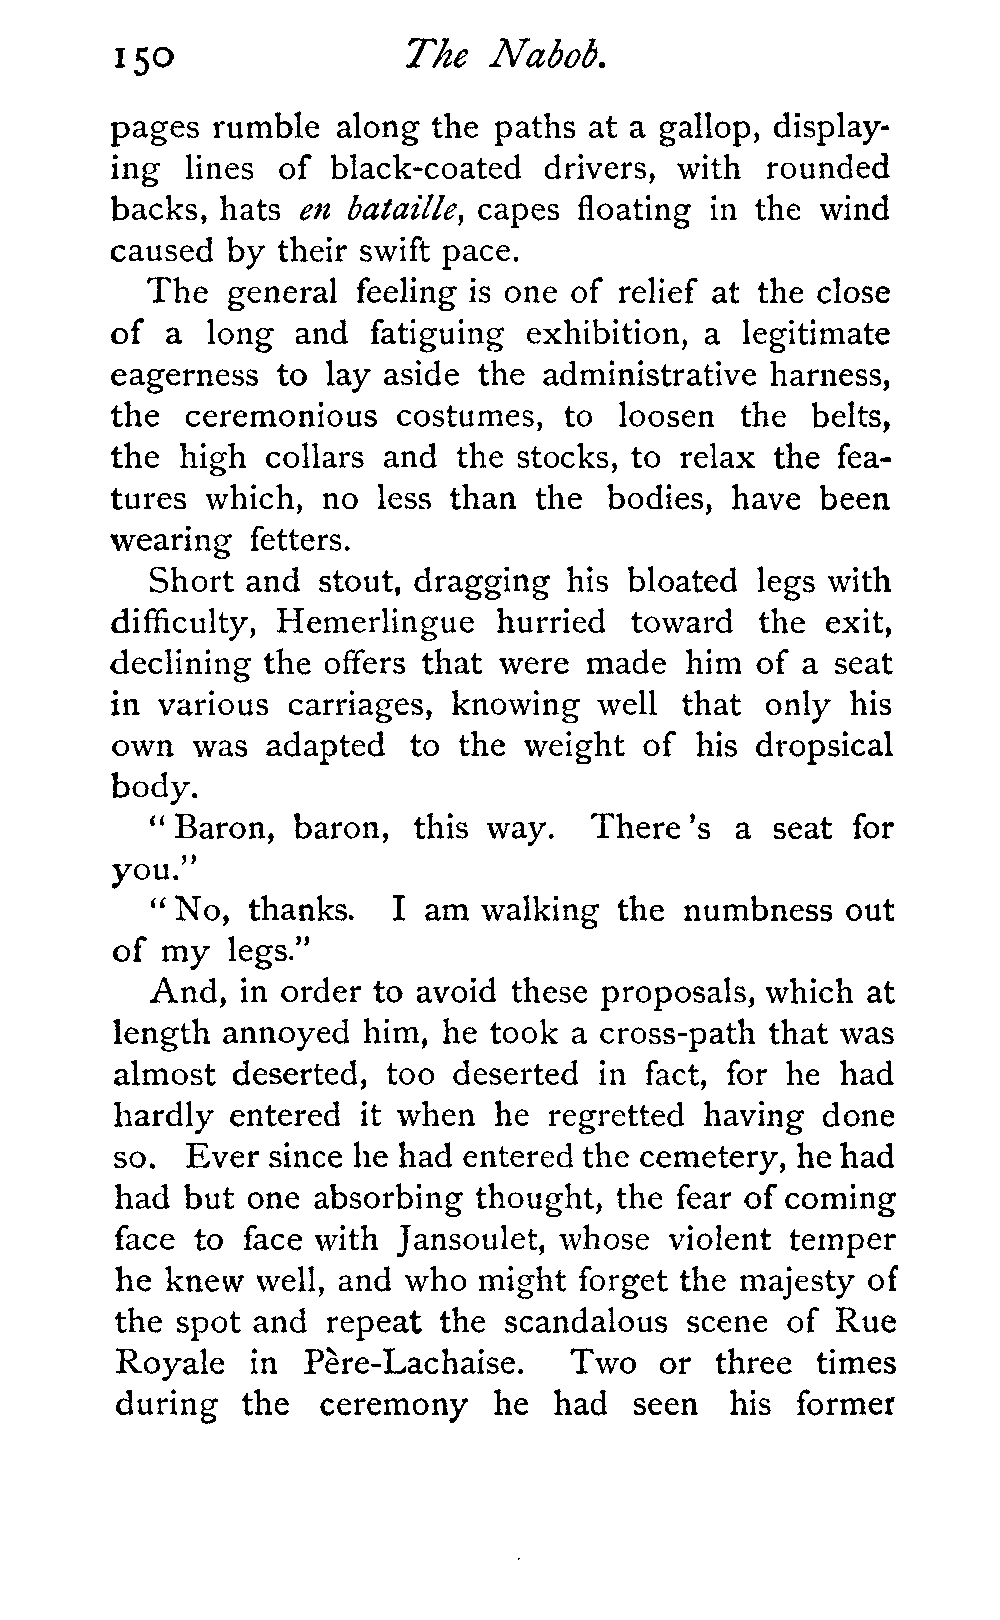 150 The Nabob.
pages rumble along the paths at a gallop, display-
ing lines of black-coated drivers, with rounded
backs, hats en bataille, capes floating in the wind
caused by their swift pace.
The general feeling is one of relief at the close
of a long and fatiguing exhibition, a legitimate
eagerness to lay aside the administrative harness,
the ceremonious costumes, to loosen the belts,
the high collars and the stocks, to relax the fea-
tures which, no less than the bodies, have been
wearing fetters.
Short and stout, dragging his bloated legs with
difficulty, Hemerlingue hurried toward the exit,
declining the offers that were made him of a seat
in various carriages, knowing well that only his
own was adapted to the weight of his dropsical
body.
"Baron, baron, this way. There's a seat for
you."
"No, thanks. I am walking the numbness out
of my legs."
And, in order to avoid these proposals, which at
length annoyed him, he took a cross-path that was
almost deserted, too deserted in fact, for he had
hardly entered it when he regretted having done
so. Ever since he had entered the cemetery, he had
had but one absorbing thought, the fear of coming
face to face with Jansoulet, whose violent temper
he knew well, and who might forget the majesty of
the spot and repeat the scandalous scene of Rue
Royale in Père-Lachaise. Two or three times
during the ceremony he had seen his former